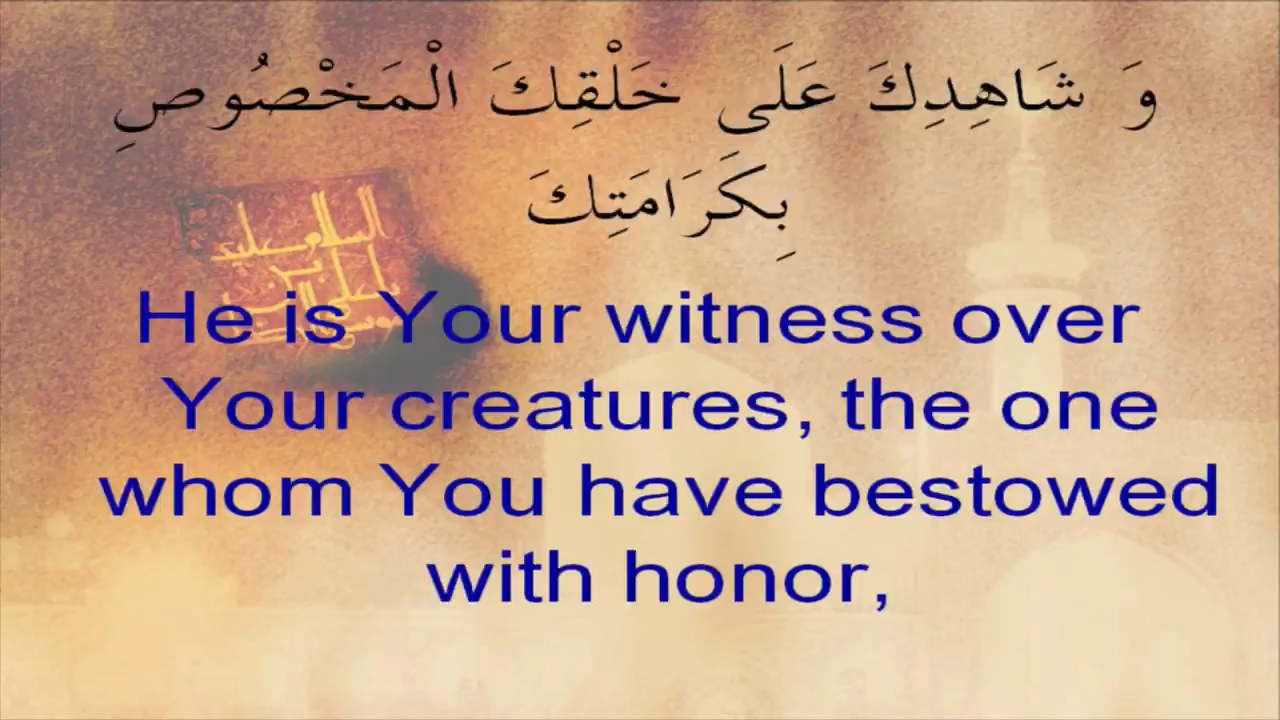 وَ شَاهِدِكَ عَلَى خَلْقِكَ الْمَخْصُوصِ
بِكَرَامَتِكَ
He is Your witness over
Your creatures, the one
whom You have bestowed
with honor,